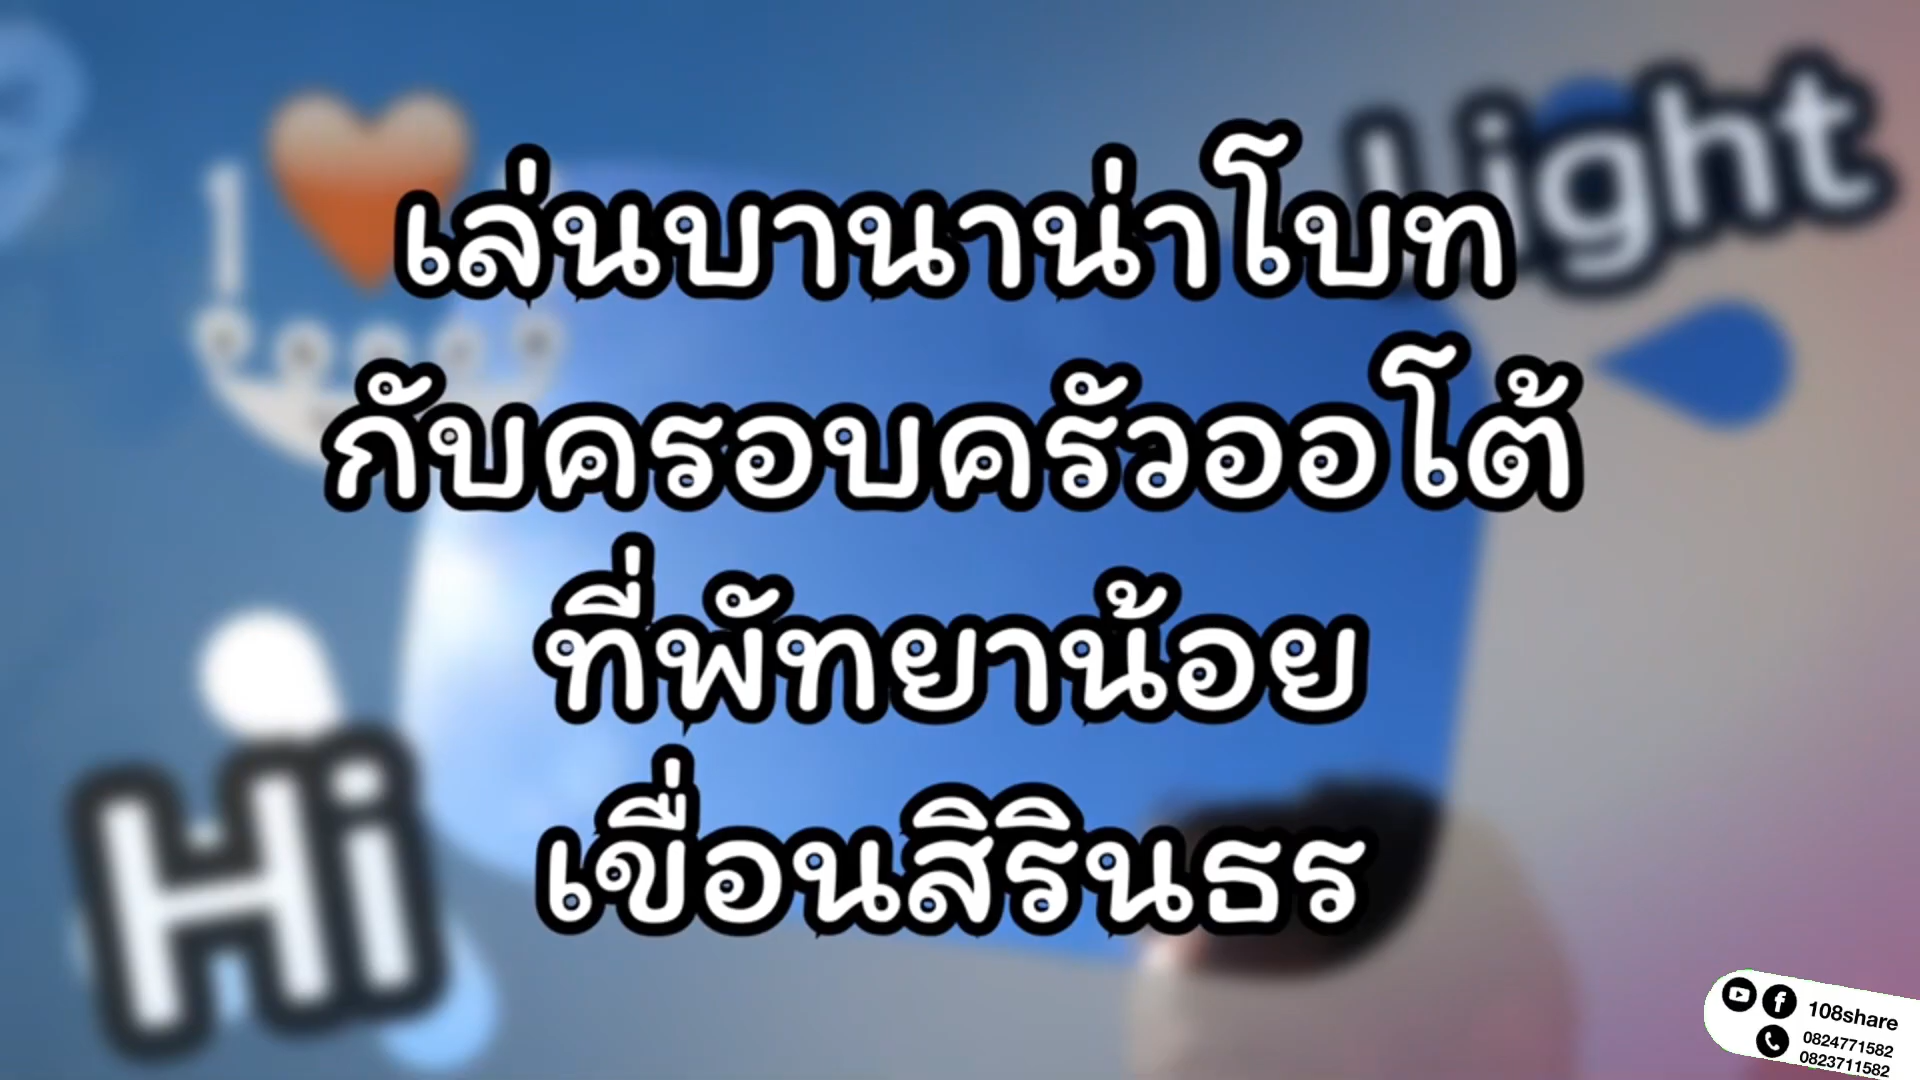 Light
เล่นบานาน่าโบท
กับครอบครัวออโต้
ที่พัทยาน้อย
เขื่อนสิรินธร
Hi
108share
0824771582
0823711582